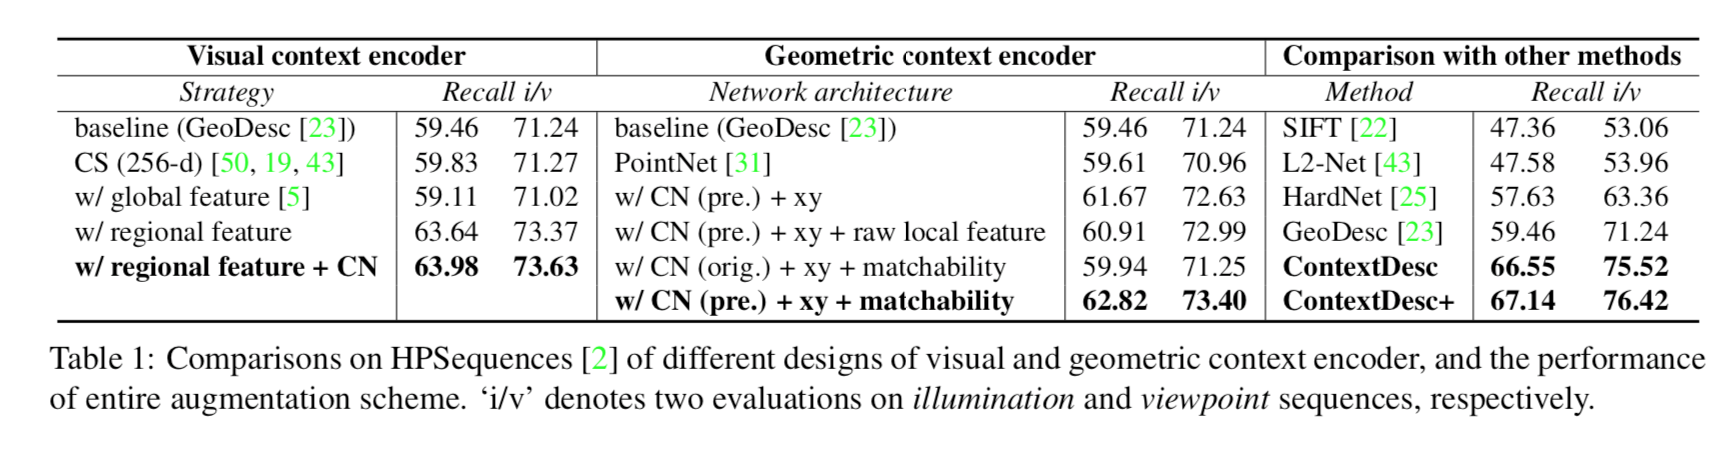 Visual context encoder Geometric context encoder Comparison with other methods
Strategy Recall i/v Network architecture Recall i/v Method Recall i/v
baseline (GeoDesc [23]) 59.46 71.24 baseline (GeoDesc [23]) 59.46 71.24 SIFT [22] 47.36 53.06
CS (256-d) [50, 19, 43] 59.83 71.27 PointNet [31] 59.61 70.96 L2-Net [43] 47.58 53.96
w/ global feature [5] 59.11 71.02 w/ CN (pre.) + xy 61.67 72.63 HardNet [25] 57.63 63.36
w/ regional feature 63.64 73.37 w/ CN (pre.) + xy + raw local feature 60.91 72.99 GeoDesc [23] 59.46 71.24
w/ regional feature + CN 63.98 73.63 w/ CN (orig.) + xy + matchability 59.94 71.25 ContextDesc 66.55 75.52
w/ CN (pre.) + xy + matchability 62.82 73.40 ContextDesc+ 67.14 76.42
Table 1: Comparisons on HPSequences [2] of different designs of visual and geometric context encoder, and the performance
of entire augmentation scheme. ‘i/v’ denotes two evaluations on illumination and viewpoint sequences, respectively.